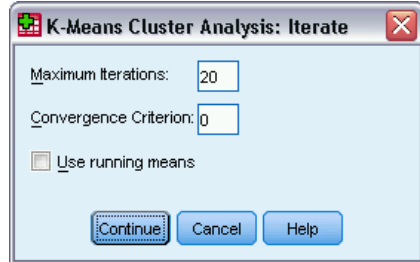 K-Means Cluster Analysis: Iterate
Maximum Iterations: 20
Convergence Criterion: 0
Use running means
Continue Cancel Help